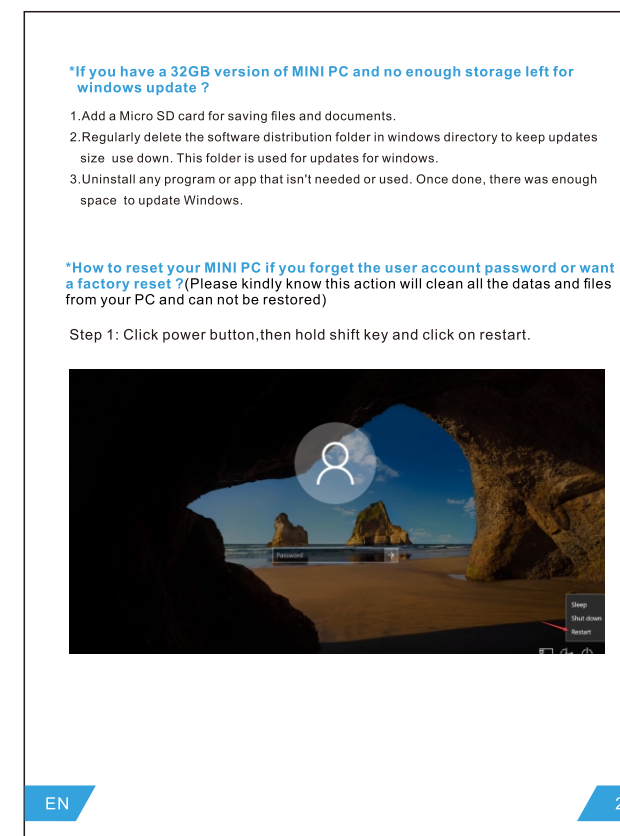 *If you have a 32GB version of MINI PC and no enough storage left for
windows update ?
1.Add a Micro SD card for saving files and documents.
2.Regularly delete the software distribution folder in windows directory to keep updates
size use down. This folder is used for updates for windows.
3.Uninstall any program or app that isn't needed or used. Once done, there was enough
space to update Windows.
*How to reset your MINI PC if you forget the user account password or want
a factory reset ?(Please kindly know this action will clean all the datas and files
from your PC and can not be restored)
Step 1: Click power button,then hold shift key and click on restart.
Password
Sleep
Shut down
Restart
EN